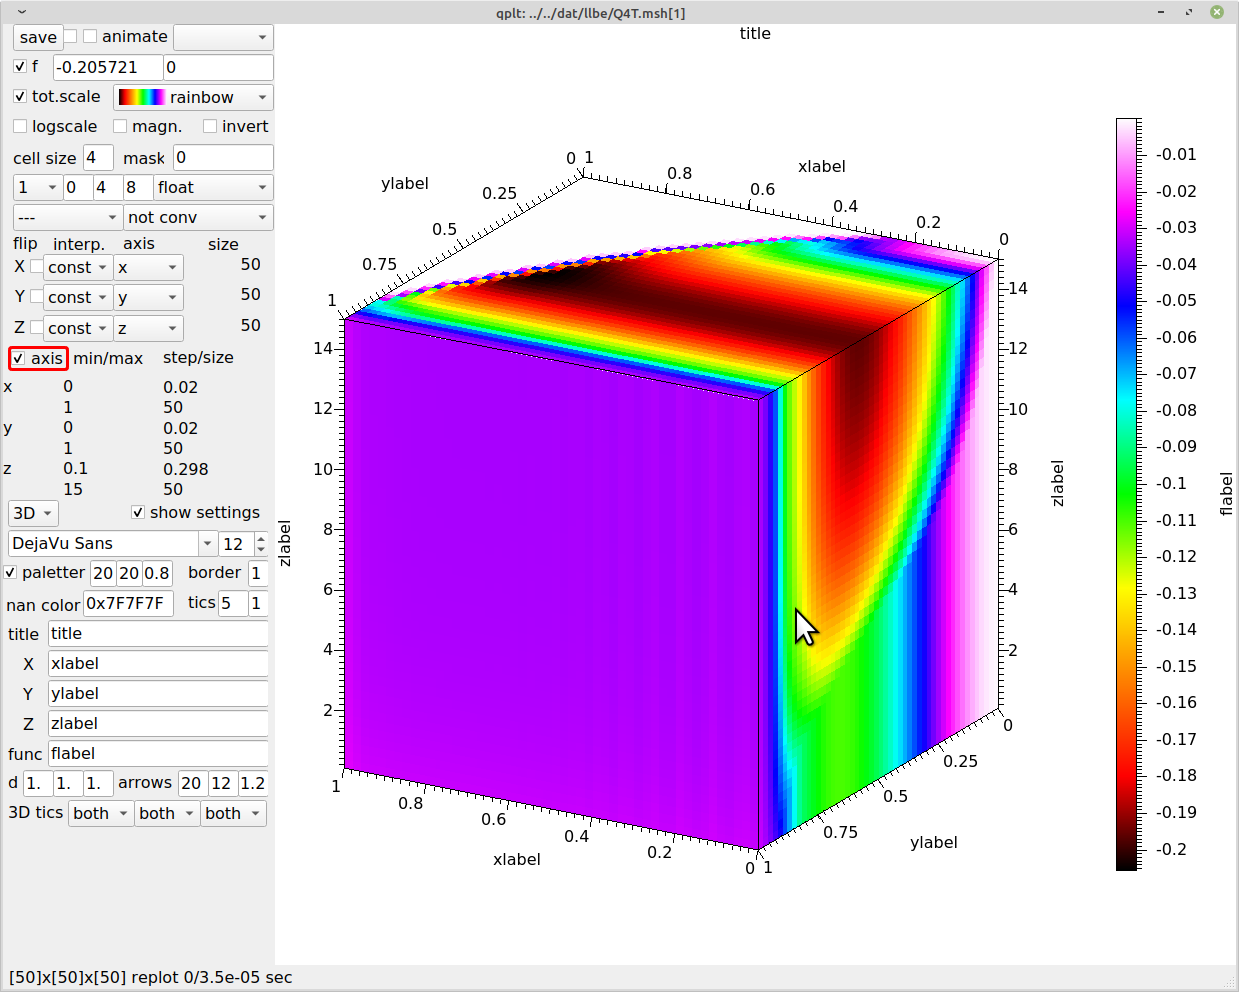 qplt: ../../dat/llbe/Q4T.msh[1]
save animate
f -0.205721 0
tot.scale rainbow
logscale magn. invert
cell size 4 mask 0
1 0 4 8 float
--- not conv
flip interp. axis size
X const x 50
Y const y 50
Z const z 50
axis min/max step/size
x 0 0.02
1 50
y 0 0.02
1 50
z 0.1 0.298
15 50
3D show settings
DejaVu Sans 12
paletter 20 20 0.8 border 1
nan color 0x7F7F7F tics 5 1
title title
X xlabel
Y ylabel
Z zlabel
func flabel
d 1. 1. 1. arrows 20 12 1.2
3D tics both both both
[50]x[50]x[50] replot 0/3.5e-05 sec
title
ylabel
0 0.25 0.5 0.75 1
xlabel
1 0.8 0.6 0.4 0.2 0
zlabel
14 12 10 8 6 4 2
xlabel
1 0.8 0.6 0.4 0.2 0
ylabel
1 0.75 0.5 0.25 0
zlabel
14 12 10 8 6 4 2
flabel
-0.01
-0.02
-0.03
-0.04
-0.05
-0.06
-0.07
-0.08
-0.09
-0.1
-0.11
-0.12
-0.13
-0.14
-0.15
-0.16
-0.17
-0.18
-0.19
-0.2